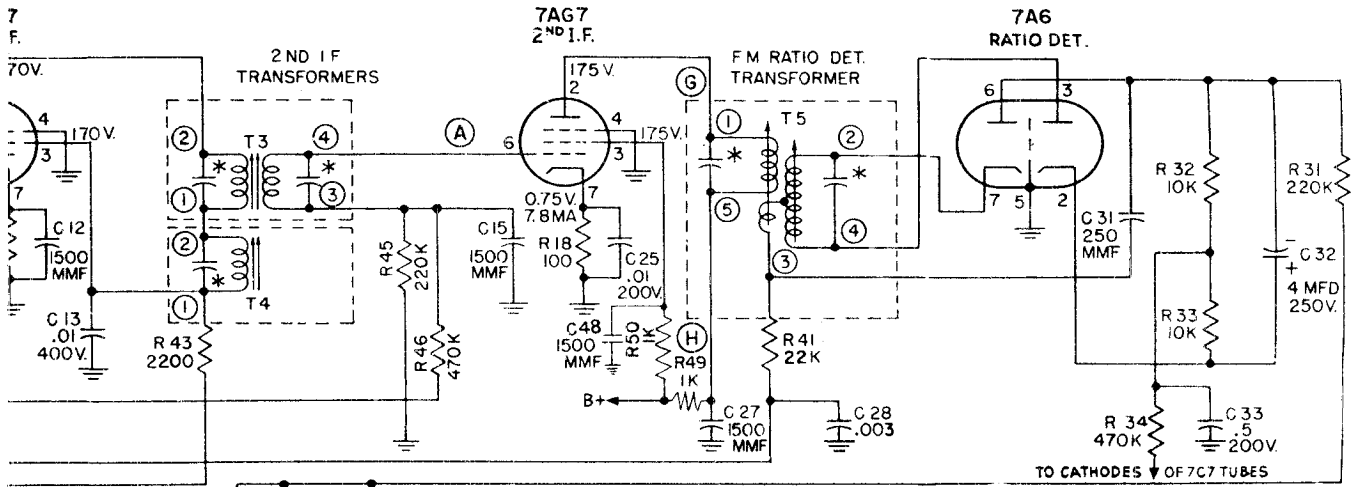 7
F.
70V.
4
3
170V.
7
C12
1500
MMF
C13
.01
400V.
2ND IF
TRANSFORMERS
2
T3
4
*
*
1
3
2
*
1
T4
R43
2200
A
R45
220K
R46
470K
C15
1500
MMF
7AG7
2ND I.F.
175V.
2
6
4
3
175V.
7
0.75V.
7.8MA
R18
100
C25
.01
200V.
C48
1500
MMF
R50
1K
H
R49
1K
B+
C27
1500
MMF
FM RATIO DET.
TRANSFORMER
G
1
T5
2
*
*
5
4
3
R41
22K
C28
.003
7A6
RATIO DET.
6
3
7
5
2
C31
250
MMF
R32
10K
R33
10K
R31
220K
-
C32
+
4 MFD
250V.
R34
470K
C33
.5
200V.
TO CATHODES OF 7C7 TUBES